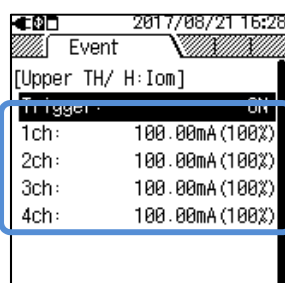 2017/08/21 16:28
Event
[Upper TH/ H:Iom]
Trigger: ON
1ch: 100.00mA(100%)
2ch: 100.00mA(100%)
3ch: 100.00mA(100%)
4ch: 100.00mA(100%)